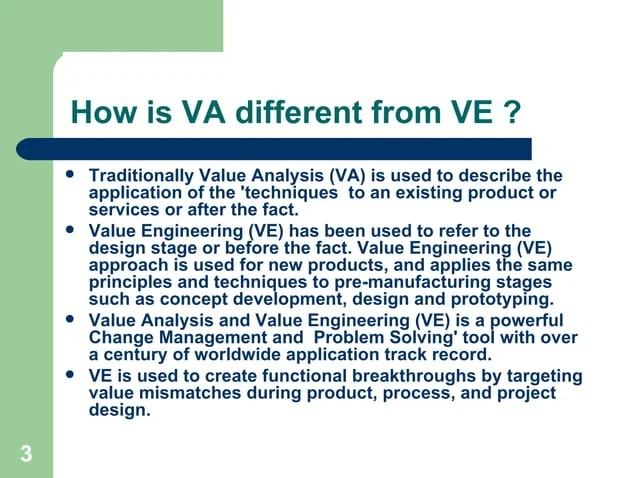 How is VA different from VE ?
Traditionally Value Analysis (VA) is used to describe the
application of the 'techniques  to an existing product or
services or after the fact.
Value Engineering (VE) has been used to refer to the
design stage or before the fact. Value Engineering (VE)
approach is used for new products, and applies the same
principles and techniques to pre-manufacturing stages
such as concept development, design and prototyping.
Value Analysis and Value Engineering (VE) is a powerful
Change Management and  Problem Solving' tool with over
a century of worldwide application track record.
VE is used to create functional breakthroughs by targeting
value mismatches during product, process, and project
design.
3